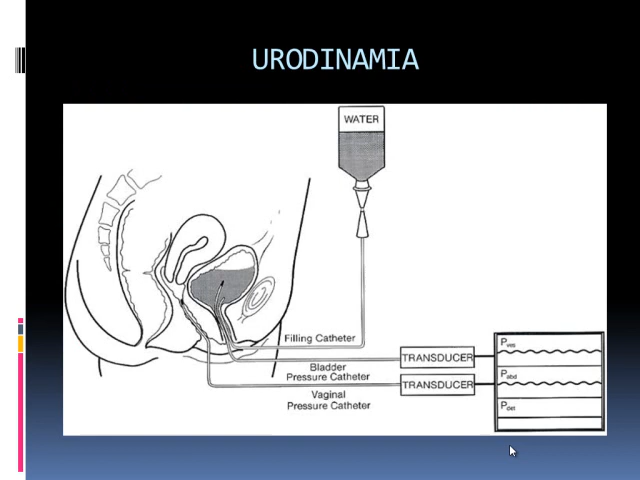 URODINAMIA
WATER
Filling Catheter
Bladder
Pressure Catheter
Vaginal
Pressure Catheter
TRANSDUCER
TRANSDUCER
Pves
Pabd
Pdet